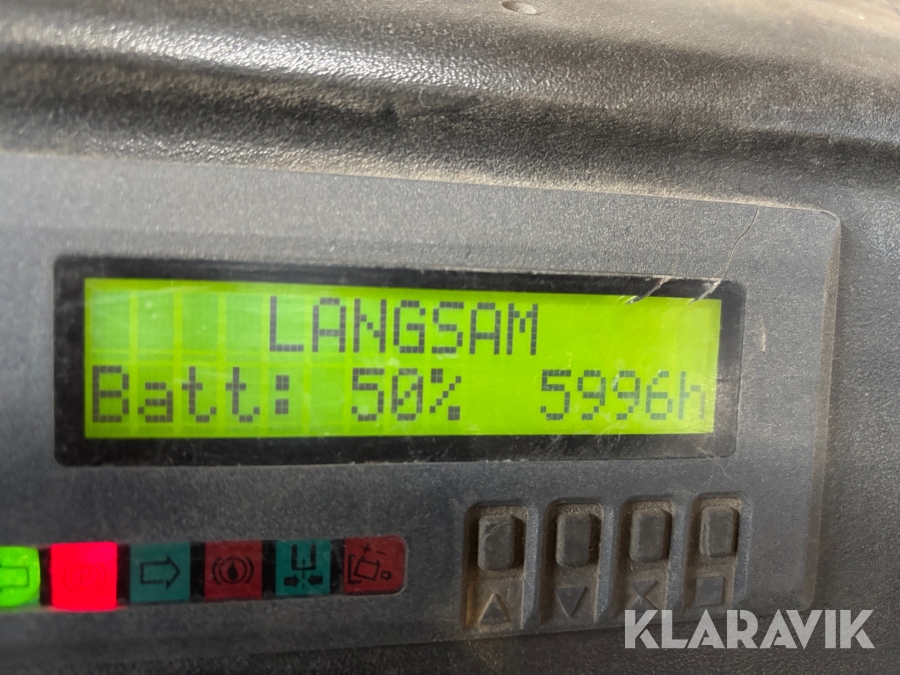 LANGSAM
Batt: 50% 5996h
(P)
KLARAVIK